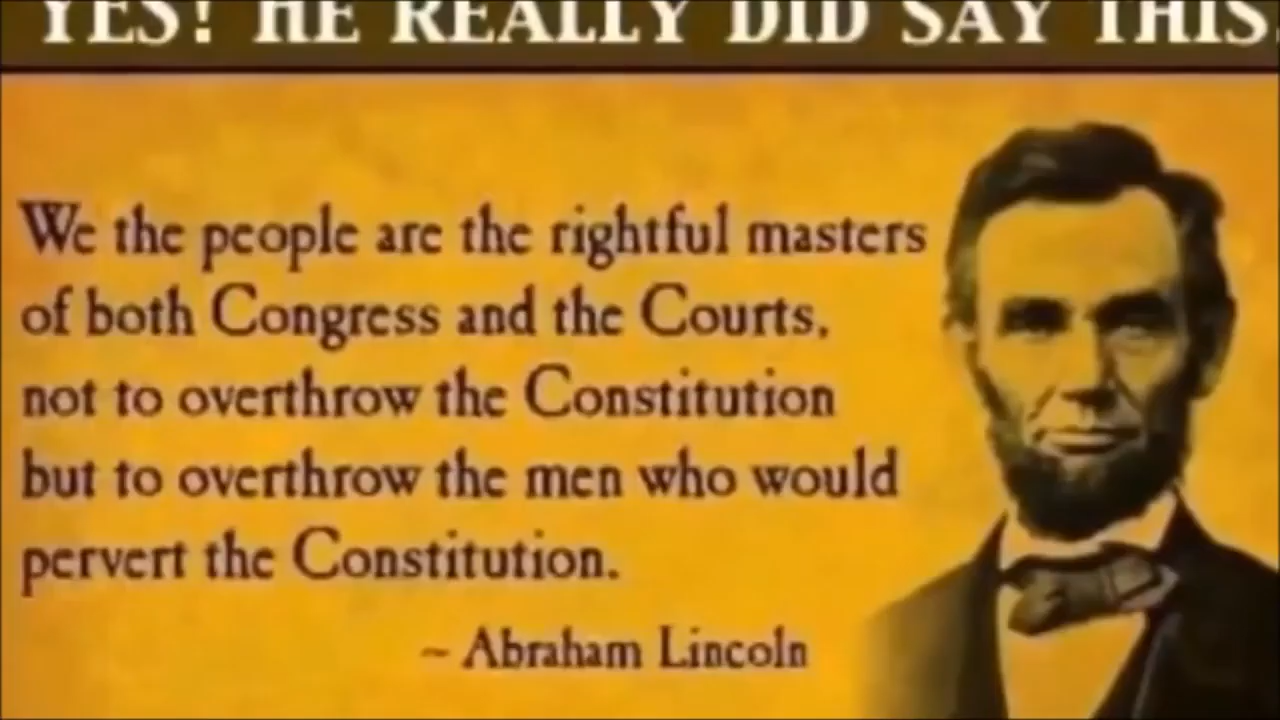 YES! HE REALLY DID SAY THIS.
We the people are the rightful masters
of both Congress and the Courts,
not to overthrow the Constitution
but to overthrow the men who would
pervert the Constitution.
~ Abraham Lincoln